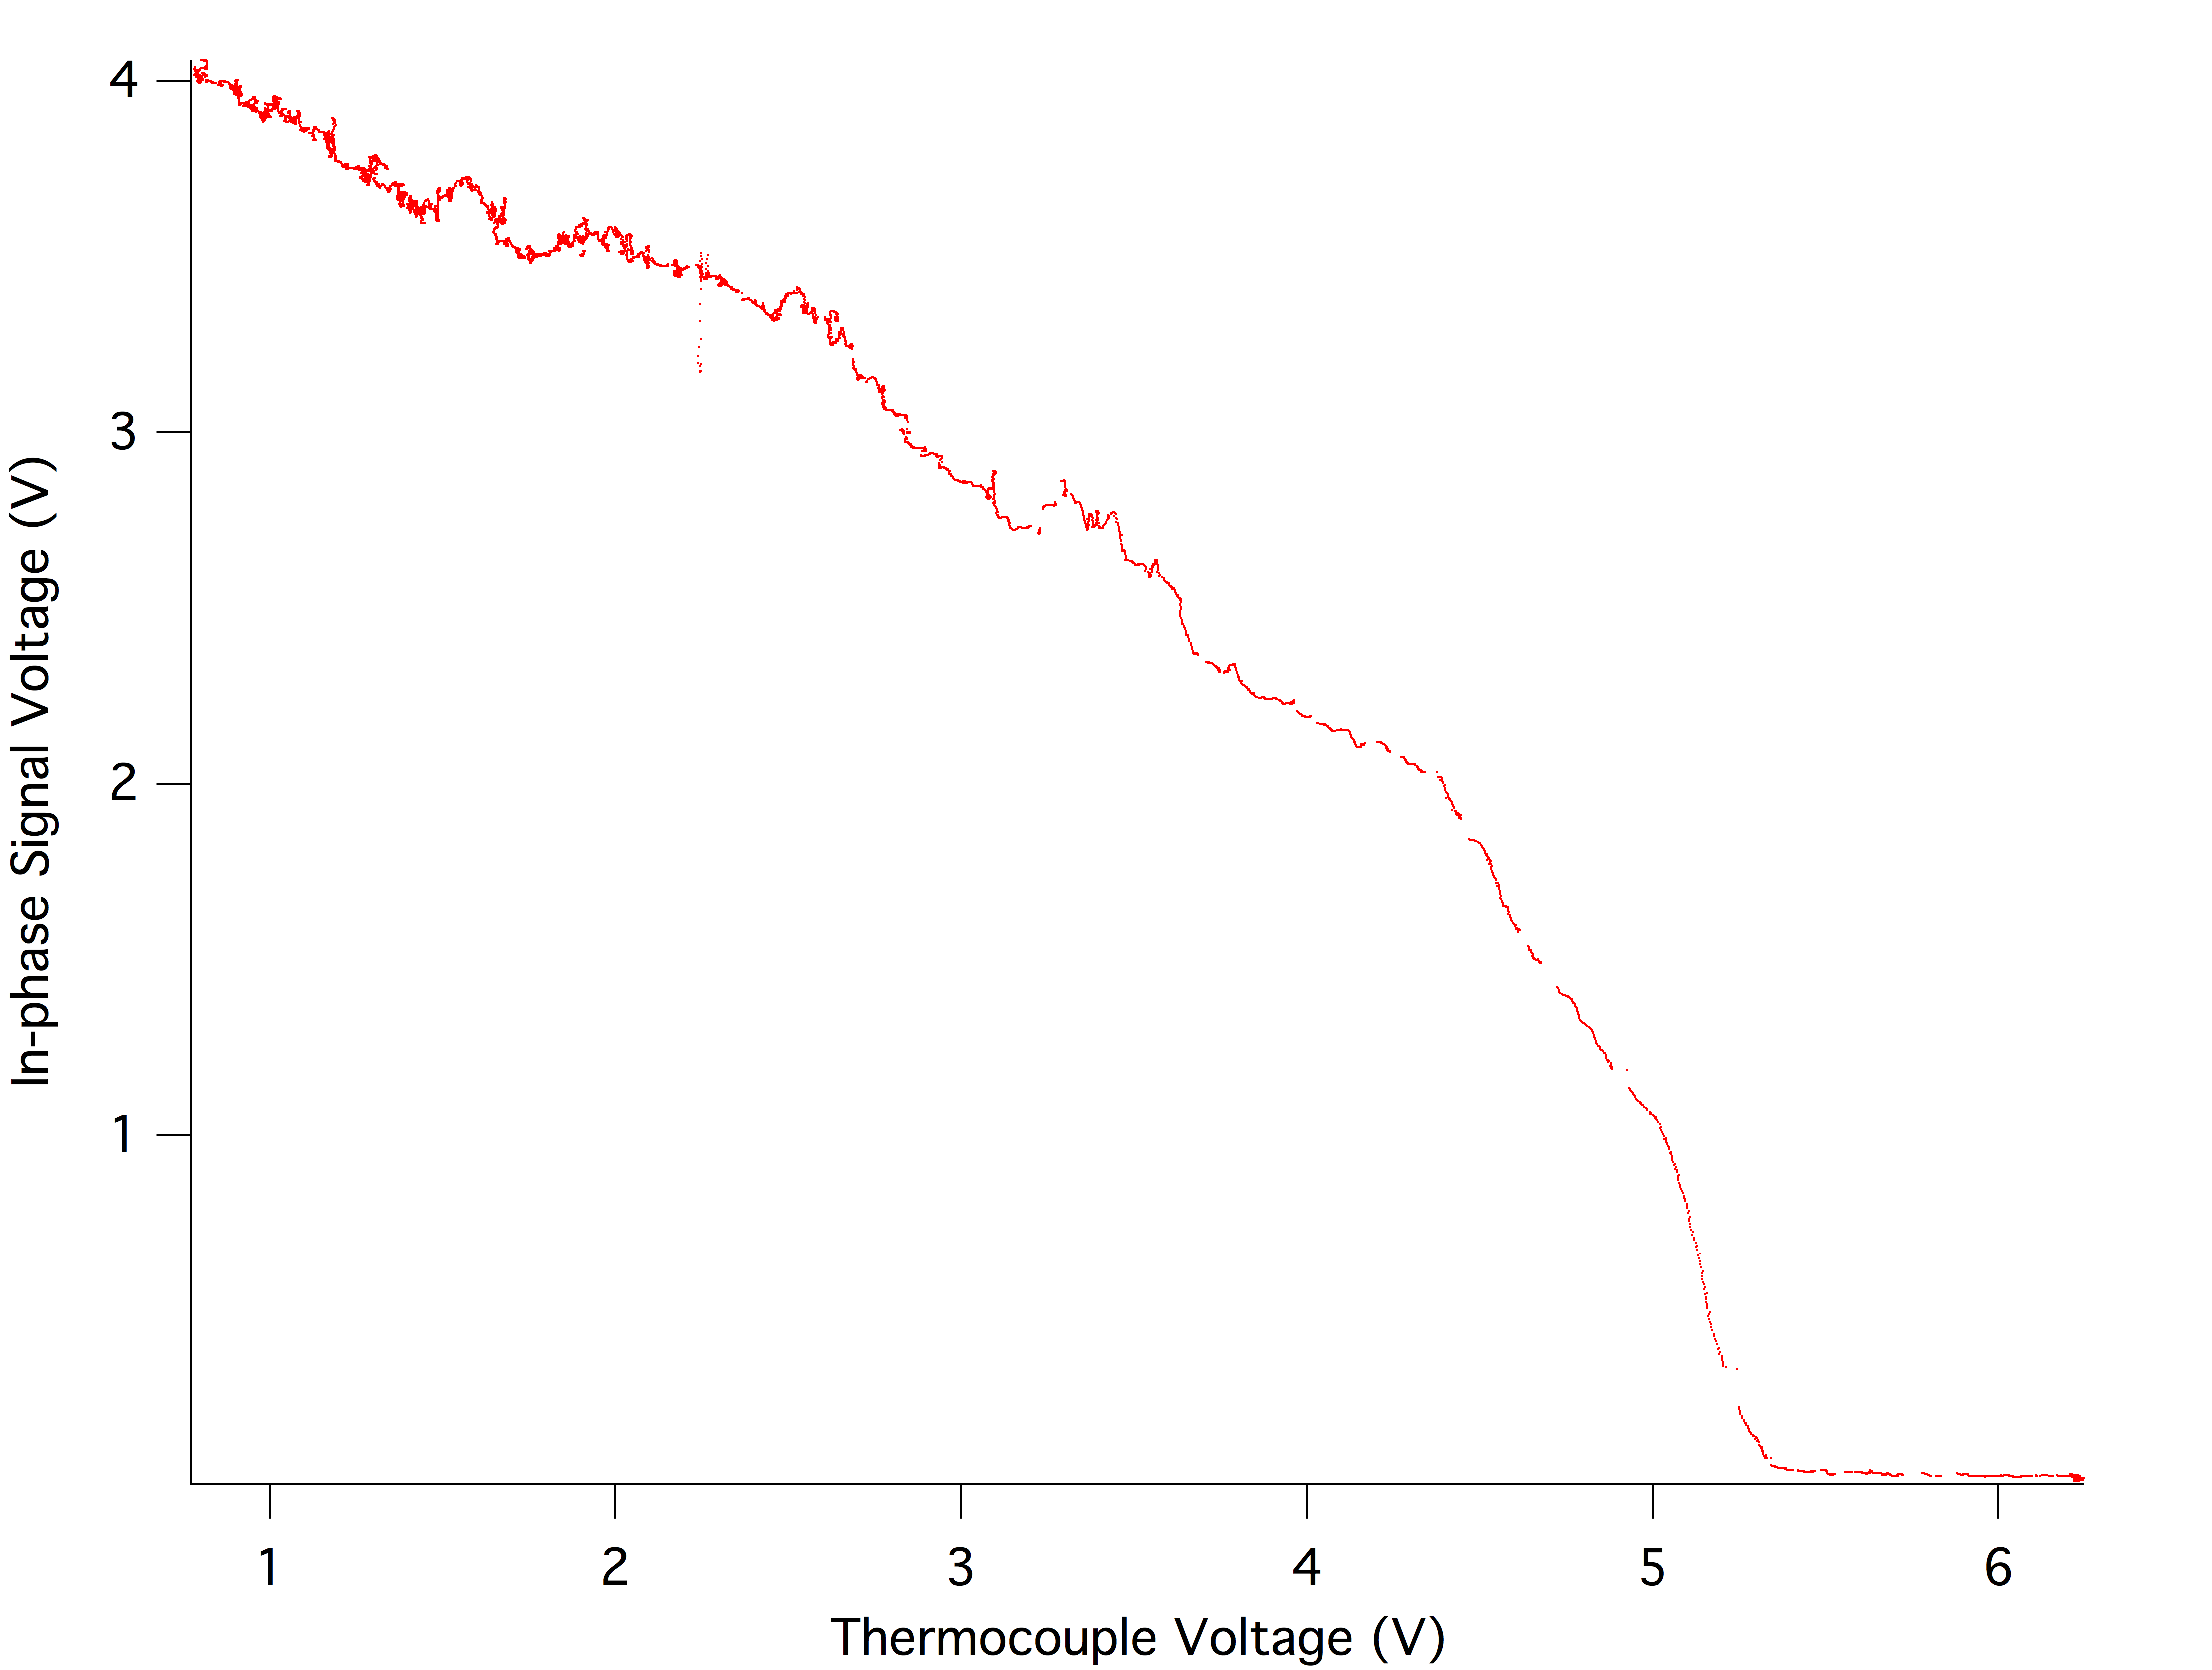 4
3
2
1
In-phase Signal Voltage (V)
1 2 3 4 5 6
Thermocouple Voltage (V)